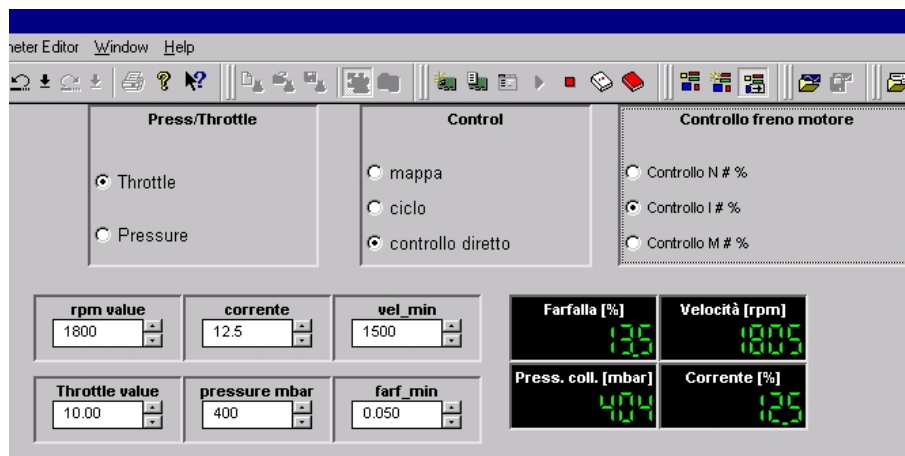 meter Editor Window Help
Press/Throttle
Throttle
Pressure
Control
mappa
ciclo
controllo diretto
Controllo freno motore
Controllo N # %
Controllo I # %
Controllo M # %
rpm value
1800
corrente
12.5
vel_min
1500
Throttle value
10.00
pressure mbar
400
farf_min
0.050
Farfalla [%]
13.5
Velocità [rpm]
1805
Press. coll. [mbar]
404
Corrente [%]
12.5